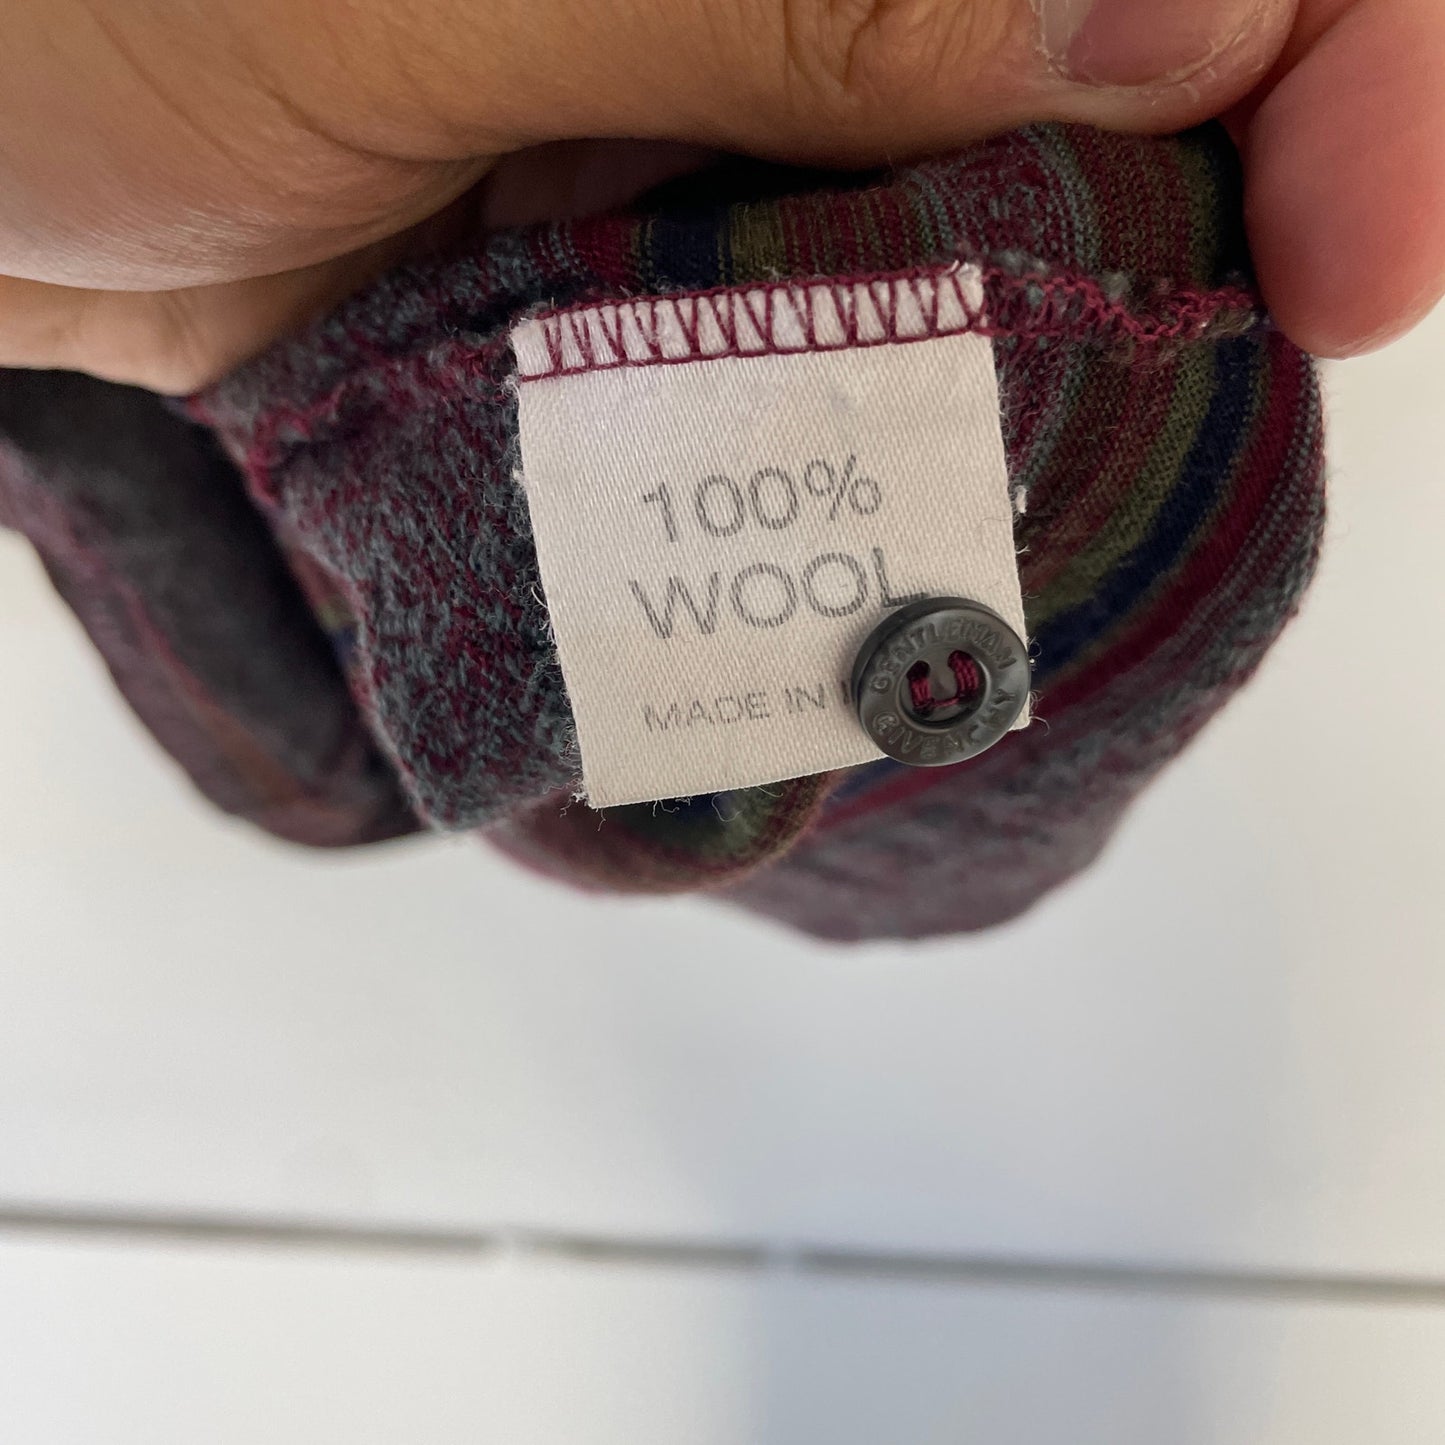 100%
WOOL
MADE IN
GENTLEMAN
GIVENCHY